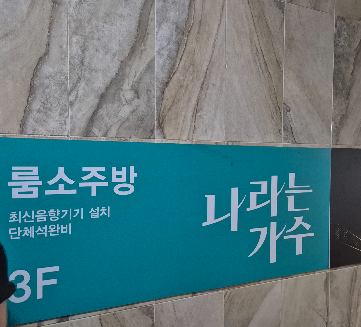 룸소주방
최신음향기기 설치
단체석완비
3F
나라는
가수